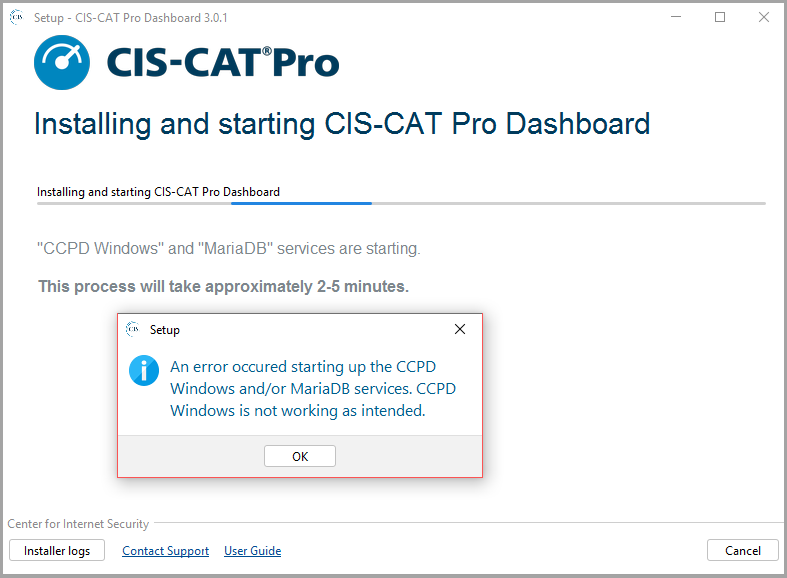 CIS Setup - CIS-CAT Pro Dashboard 3.0.1
CIS-CAT®Pro
Installing and starting CIS-CAT Pro Dashboard
Installing and starting CIS-CAT Pro Dashboard
"CCPD Windows" and "MariaDB" services are starting.
This process will take approximately 2-5 minutes.
CIS Setup
An error occured starting up the CCPD
Windows and/or MariaDB services. CCPD
Windows is not working as intended.
OK
Center for Internet Security
Installer logs Contact Support User Guide Cancel